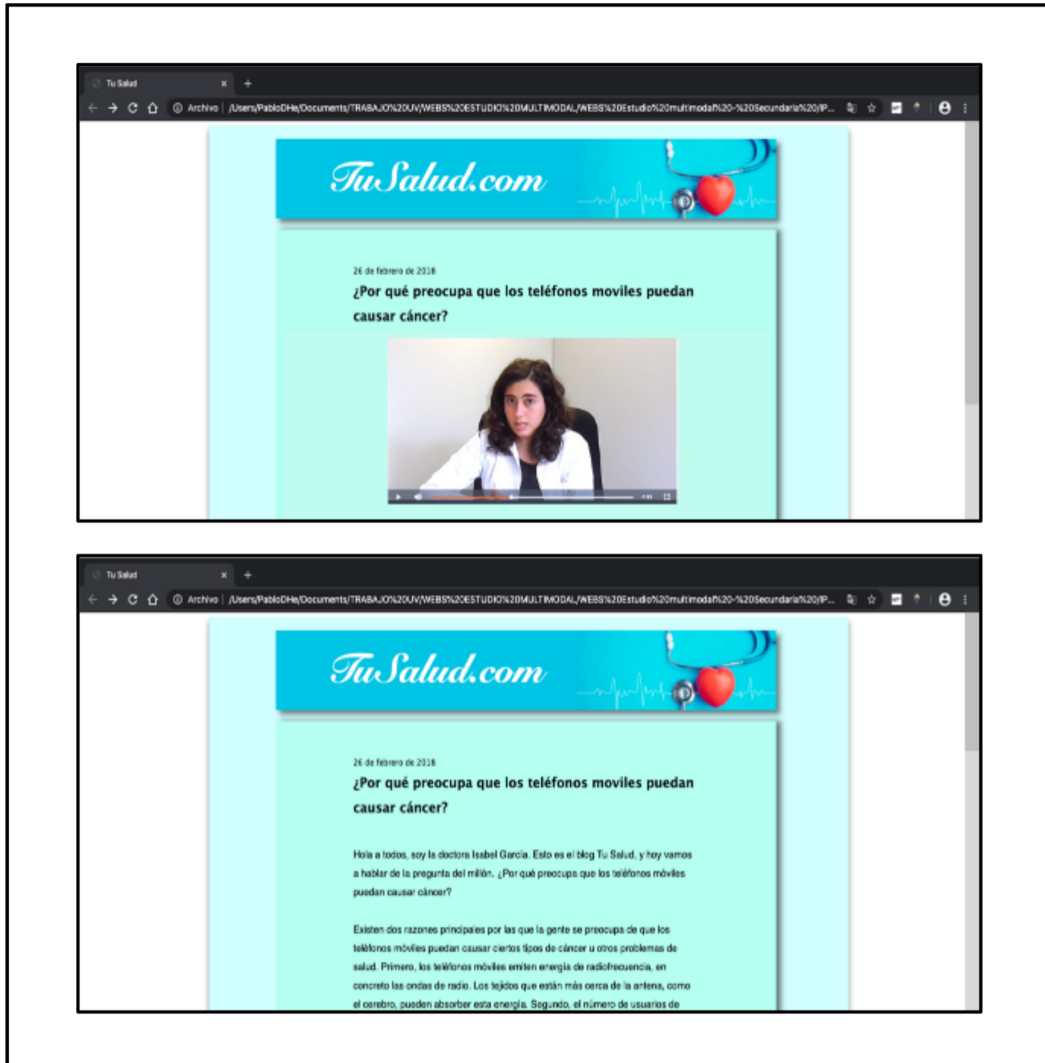 Tu Salud
Archivo | /Users/PabloDHe/Documents/TRABAJO%20UV/WEBS%20ESTUDIO%20MULTIMODAL/WEBS%20Estudio%20multimodal%20-%20Secundaria%20/IP...
TuSalud.com
26 de febrero de 2018
¿Por qué preocupa que los teléfonos moviles puedan
causar cáncer?
Tu Salud
Archivo | /Users/PabloDHe/Documents/TRABAJO%20UV/WEBS%20ESTUDIO%20MULTIMODAL/WEBS%20Estudio%20multimodal%20-%20Secundaria%20/IP...
TuSalud.com
26 de febrero de 2018
¿Por qué preocupa que los teléfonos moviles puedan
causar cáncer?
Hola a todos, soy la doctora Isabel García. Esto es el blog Tu Salud, y hoy vamos
a hablar de la pregunta del millón. ¿Por qué preocupa que los teléfonos móviles
puedan causar cáncer?
Existen dos razones principales por las que la gente se preocupa de que los
teléfonos móviles puedan causar ciertos tipos de cáncer u otros problemas de
salud. Primero, los teléfonos móviles emiten energía de radiofrecuencia, en
concreto las ondas de radio. Los tejidos que están más cerca de la antena, como
el cerebro, pueden absorber esta energía. Segundo, el número de usuarios de